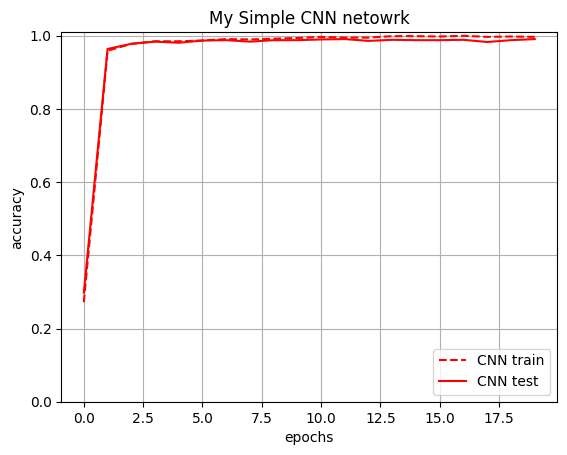 My Simple CNN netowrk
accuracy
1.0
0.8
0.6
0.4
0.2
0.0
0.0 2.5 5.0 7.5 10.0 12.5 15.0 17.5
epochs
CNN train
CNN test